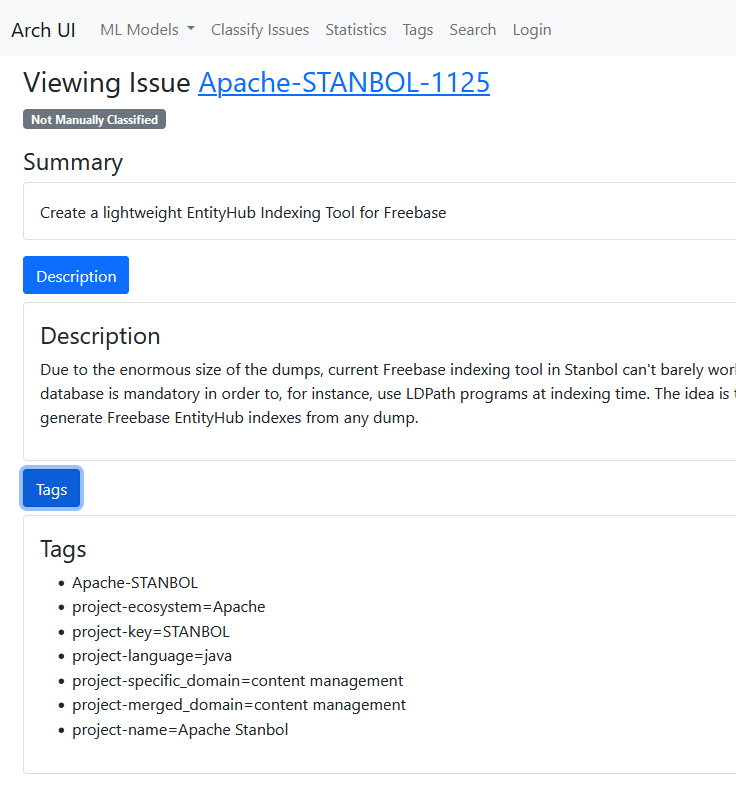 Arch UI ML Models Classify Issues Statistics Tags Search Login
Viewing Issue Apache-STANBOL-1125
Not Manually Classified
Summary
Create a lightweight EntityHub Indexing Tool for Freebase
Description
Description
Due to the enormous size of the dumps, current Freebase indexing tool in Stanbol can't barely
database is mandatory in order to, for instance, use LDPath programs at indexing time. The idea is
generate Freebase EntityHub indexes from any dump.
Tags
Tags
• Apache-STANBOL
• project-ecosystem=Apache
• project-key=STANBOL
• project-language=java
• project-specific_domain=content management
• project-merged_domain=content management
• project-name=Apache Stanbol